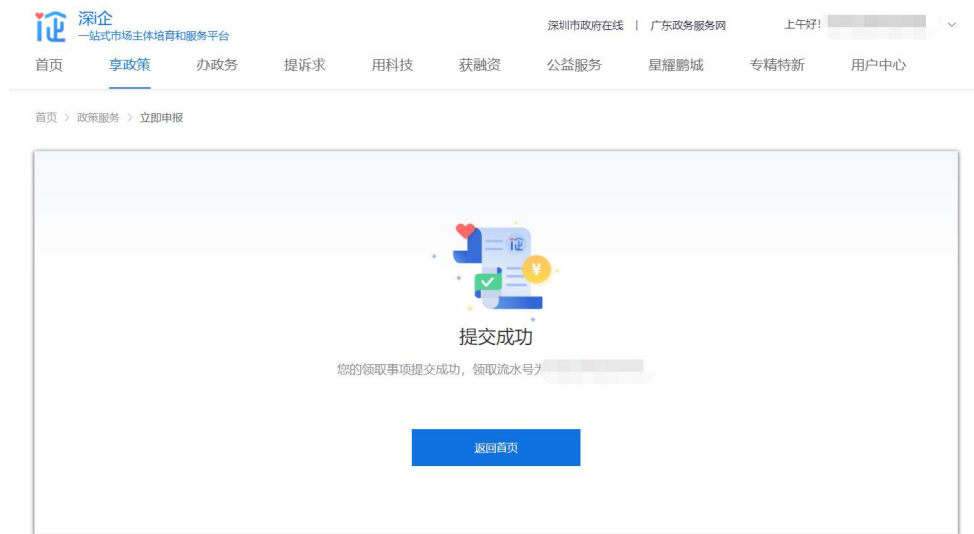 深i企
一站式市场主体培育和服务平台
深圳市政府在线 | 广东政务服务网 上午好!
首页 享政策 办政务 提诉求 用科技 获融资 公益服务 星耀鹏城 专精特新 用户中心
首页 > 政策服务 > 立即申报
提交成功
您的领取事项提交成功, 领取流水号为
返回首页